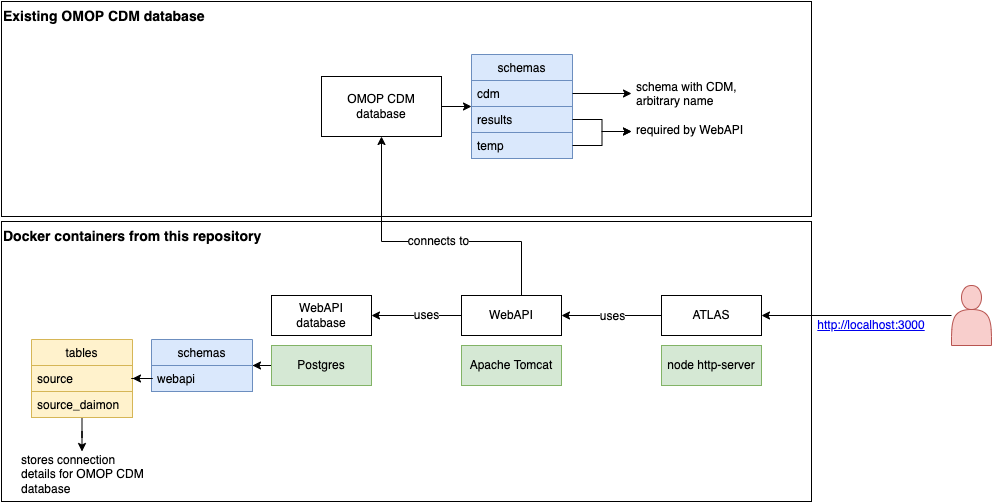 Existing OMOP CDM database
schemas
OMOP CDM
database
cdm
results
temp
schema with CDM,
arbitrary name
required by WebAPI
Docker containers from this repository
connects to
WebAPI
database
uses
WebAPI
uses
ATLAS
http://localhost:3000
tables
source
source_daimon
schemas
webapi
Postgres
Apache Tomcat
node http-server
stores connection
details for OMOP CDM
database